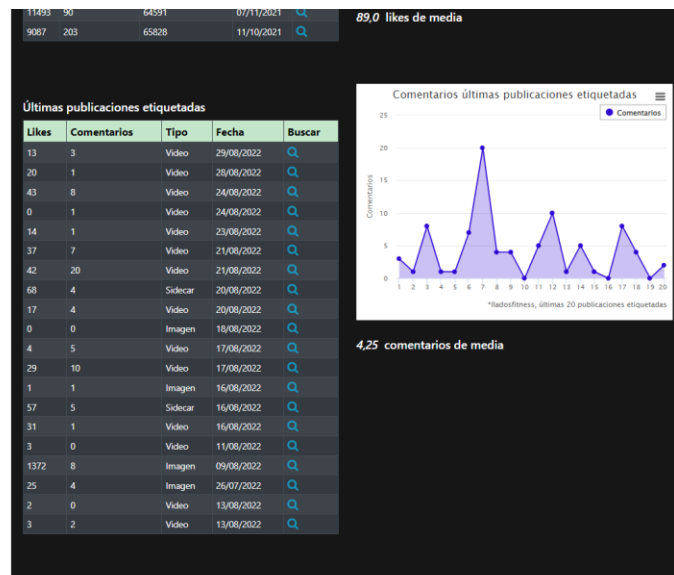 11493 90 64591 07/11/2021
9087 203 65828 11/10/2021
89,0 likes de media
Últimas publicaciones etiquetadas
Likes Comentarios Tipo Fecha Buscar
13 3 Video 29/08/2022
20 1 Video 28/08/2022
43 8 Video 24/08/2022
0 1 Video 24/08/2022
14 1 Video 23/08/2022
37 7 Video 21/08/2022
42 20 Video 21/08/2022
68 4 Sidecar 20/08/2022
17 4 Video 20/08/2022
0 0 Imagen 18/08/2022
4 5 Video 17/08/2022
29 10 Video 17/08/2022
1 1 Imagen 16/08/2022
57 5 Sidecar 16/08/2022
31 1 Video 16/08/2022
3 0 Video 11/08/2022
1372 8 Imagen 09/08/2022
25 4 Imagen 26/07/2022
2 0 Video 13/08/2022
3 2 Video 13/08/2022
Comentarios últimas publicaciones etiquetadas
Comentarios
Comentarios
25
20
15
10
5
0
1 2 3 4 5 6 7 8 9 10 11 12 13 14 15 16 17 18 19 20
*lladosfitness, últimas 20 publicaciones etiquetadas
4,25 comentarios de media